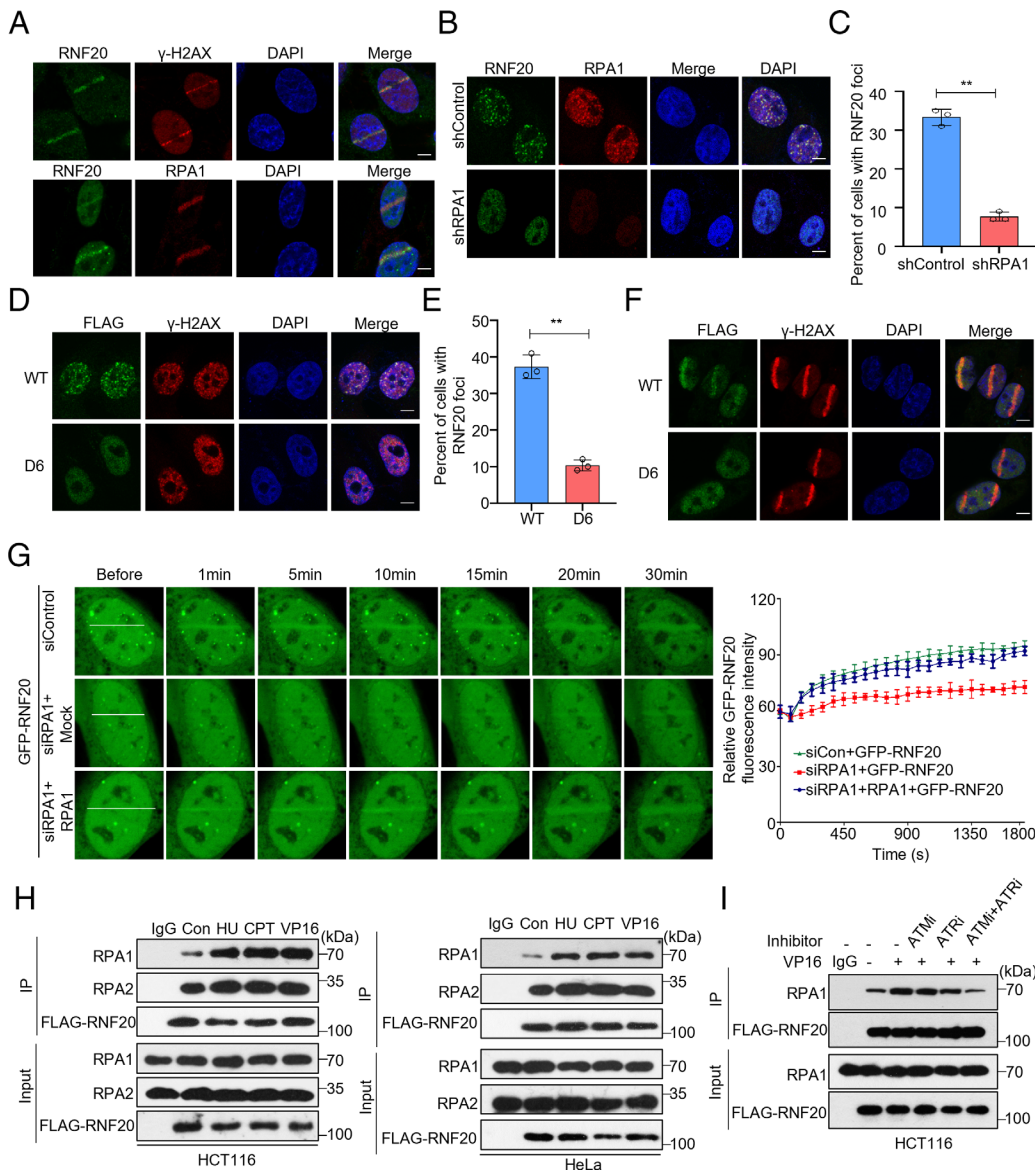 A
RNF20 γ-H2AX DAPI Merge
RNF20 RPA1 DAPI Merge
B
RNF20 RPA1 Merge DAPI
shControl
shRPA1
C
**
Percent of cells with RNF20 foci
40
30
20
10
0
shControl shRPA1
D
FLAG γ-H2AX DAPI Merge
WT
D6
E
**
Percent of cells with
RNF20 foci
50
40
30
20
10
0
WT D6
F
FLAG γ-H2AX DAPI Merge
WT
D6
G
Before 1min 5min 10min 15min 20min 30min
GFP-RNF20
siControl
siRPA1+
Mock
siRPA1+
RPA1
Relative GFP-RNF20
fluorescence intensity
120
90
60
30
0
siCon+GFP-RNF20
siRPA1+GFP-RNF20
siRPA1+RPA1+GFP-RNF20
0 450 900 1350 1800
Time (s)
H
IgG Con HU CPT VP16
(kDa)
IP
RPA1 70
RPA2 35
FLAG-RNF20 100
Input
RPA1 70
RPA2 35
FLAG-RNF20 100
HCT116
IgG Con HU CPT VP16
(kDa)
IP
RPA1 70
RPA2 35
FLAG-RNF20 100
Input
RPA1 70
RPA2 35
FLAG-RNF20 100
HeLa
I
Inhibitor - - - ATMi ATRi ATMi+ATRi
VP16 IgG - + + + +
(kDa)
IP
RPA1 70
FLAG-RNF20 100
Input
RPA1 70
FLAG-RNF20 100
HCT116